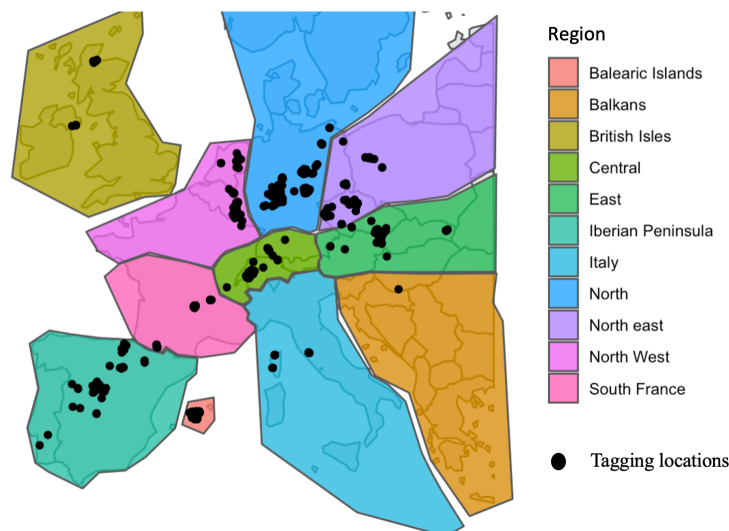 Region
Balearic Islands
Balkans
British Isles
Central
East
Iberian Peninsula
Italy
North
North east
North West
South France
Tagging locations